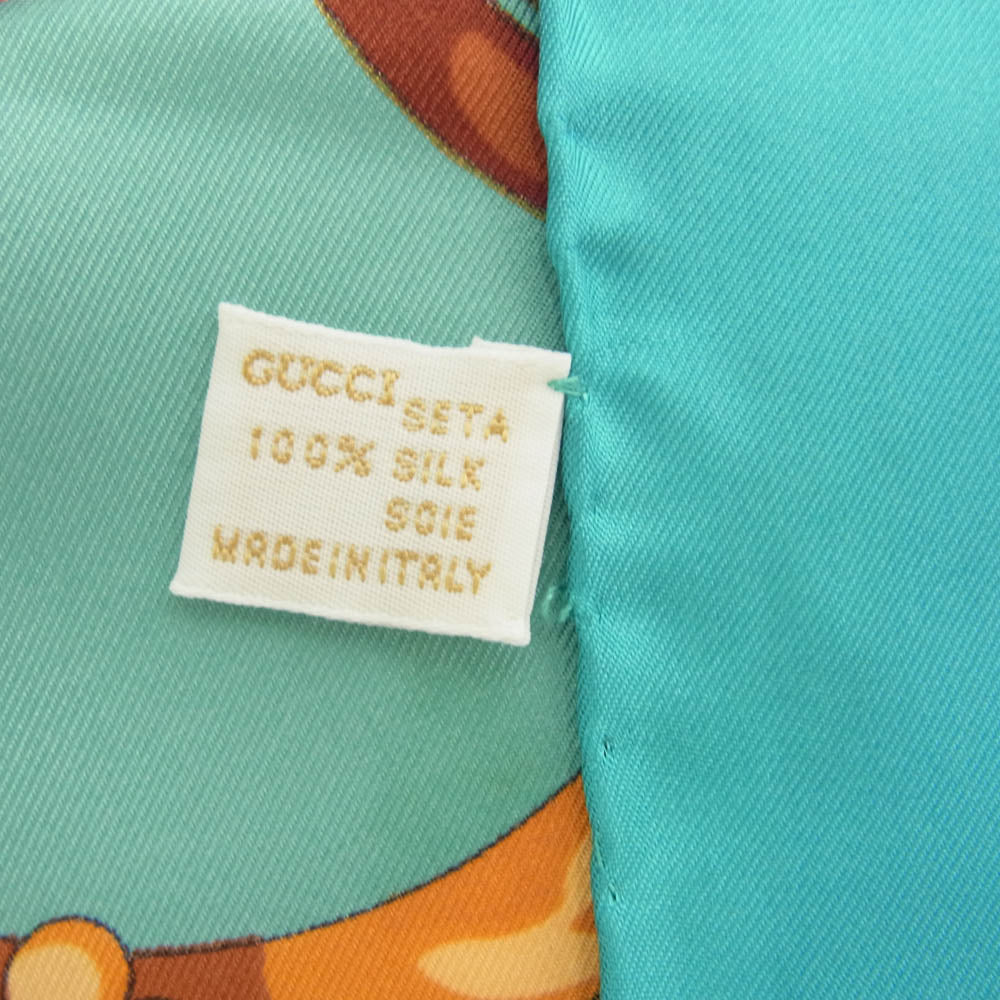 GUCCI
SETA
100% SILK
SOIE
MADE IN ITALY